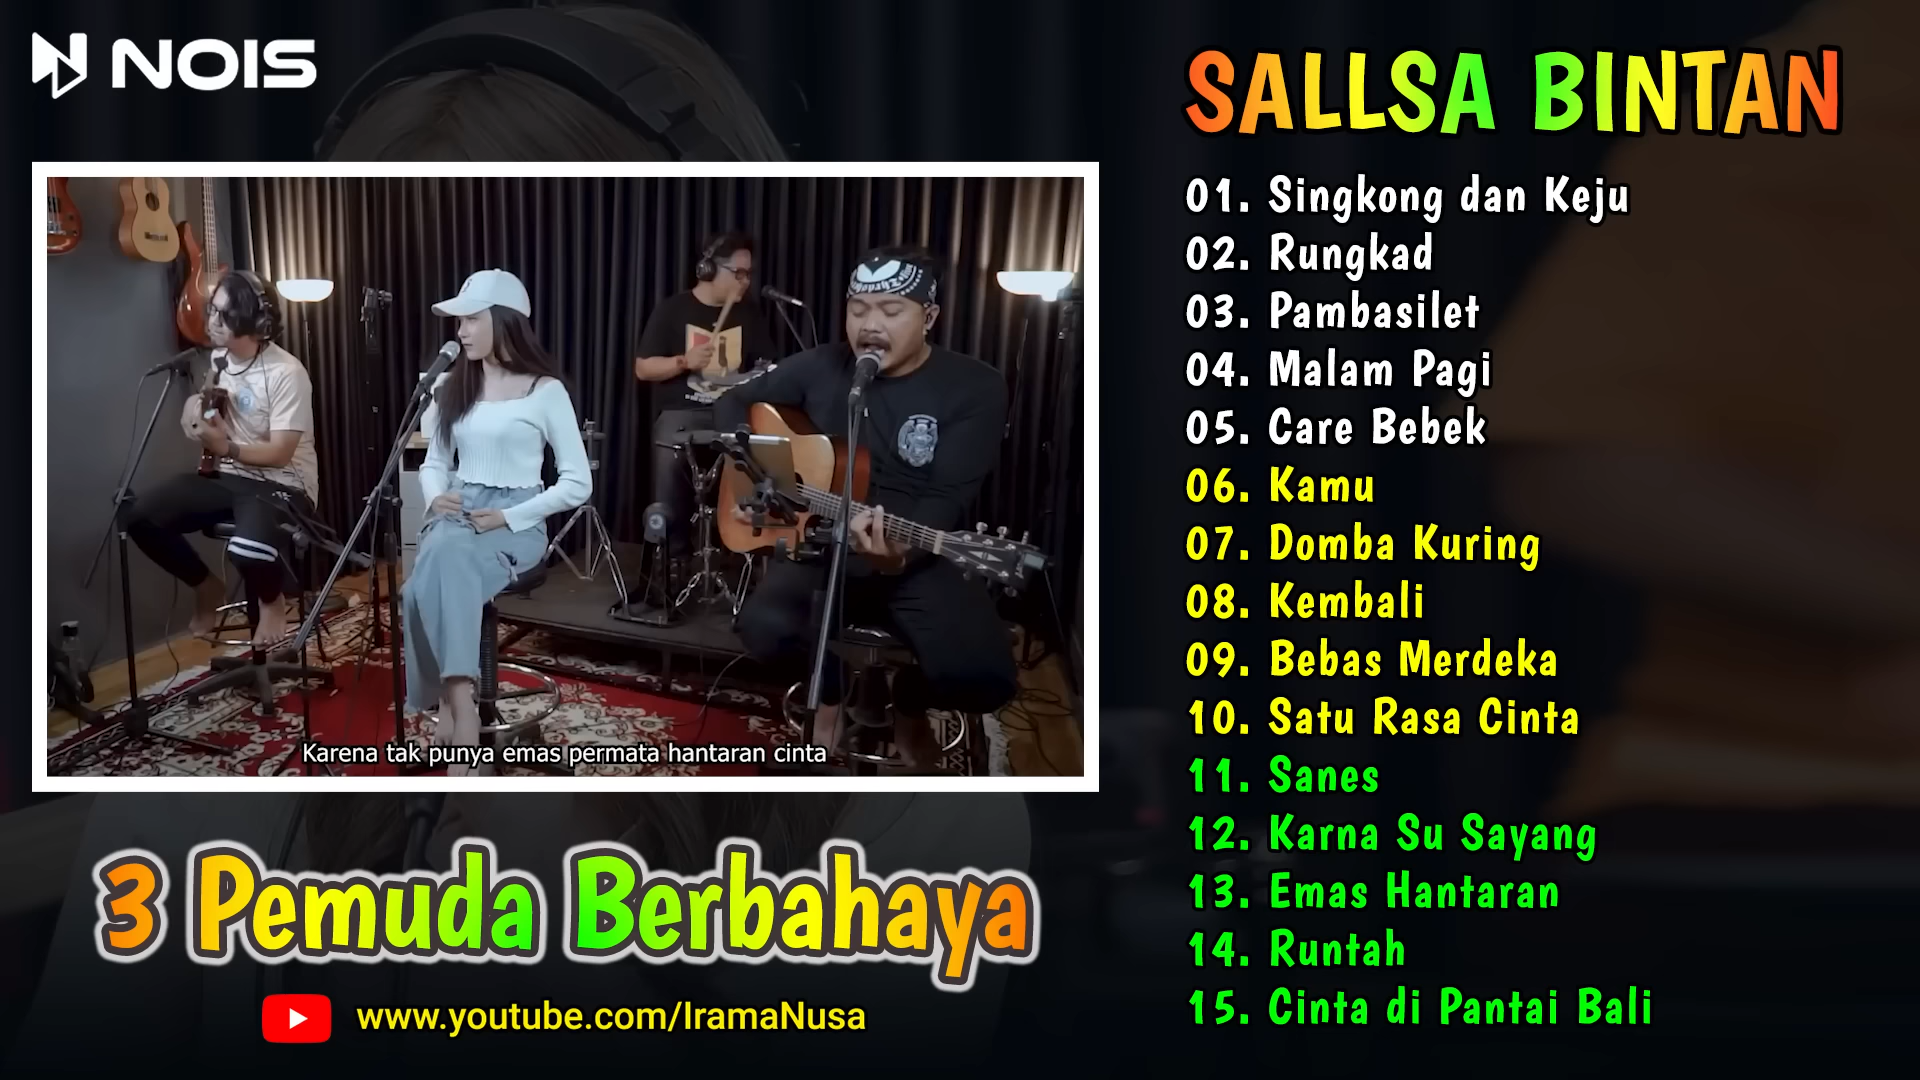 NOIS
SALLSA BINTAN
01. Singkong dan Keju
02. Rungkad
03. Pambasilet
04. Malam Pagi
05. Care Bebek
06. Kamu
07. Domba Kuring
08. Kembali
09. Bebas Merdeka
10. Satu Rasa Cinta
11. Sanes
12. Karna Su Sayang
13. Emas Hantaran
14. Runtah
15. Cinta di Pantai Bali
Karena tak punya emas permata hantaran cinta
3 Pemuda Berbahaya
www.youtube.com/IramaNusa